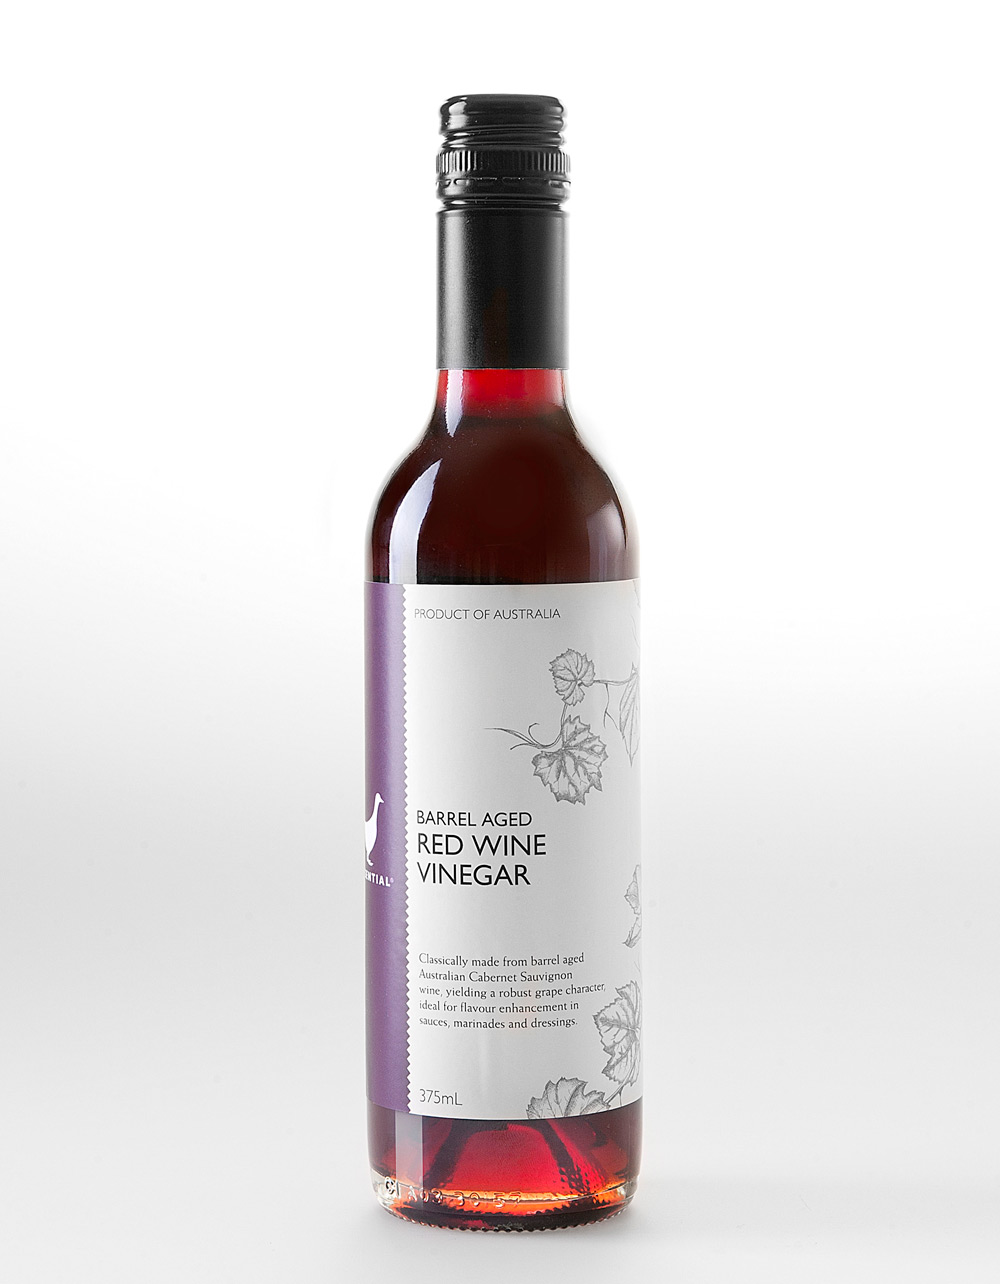 PRODUCT OF AUSTRALIA
BARREL AGED
RED WINE
VINEGAR
ENTIAL®
Classically made from barrel aged
Australian Cabernet Sauvignon
wine, yielding a robust grape character,
ideal for flavour enhancement in
sauces, marinades and dressings.
375mL